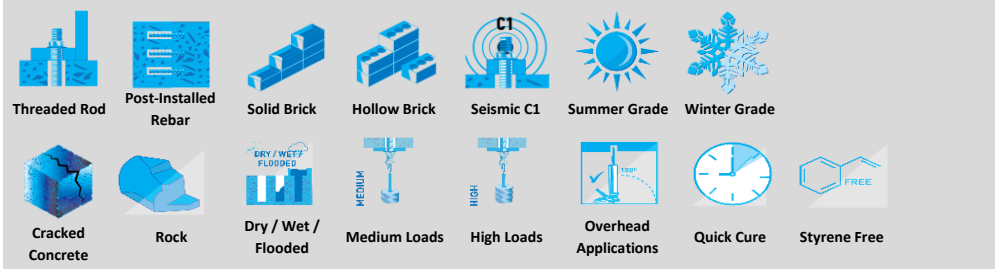 C1
Threaded Rod
Post-Installed
Rebar
Solid Brick
Hollow Brick
Seismic C1
Summer Grade
Winter Grade
DRY / WET /
FLOODED
MEDIUM
HIGH
180°
FREE
Cracked
Concrete
Rock
Dry / Wet /
Flooded
Medium Loads
High Loads
Overhead
Applications
Quick Cure
Styrene Free